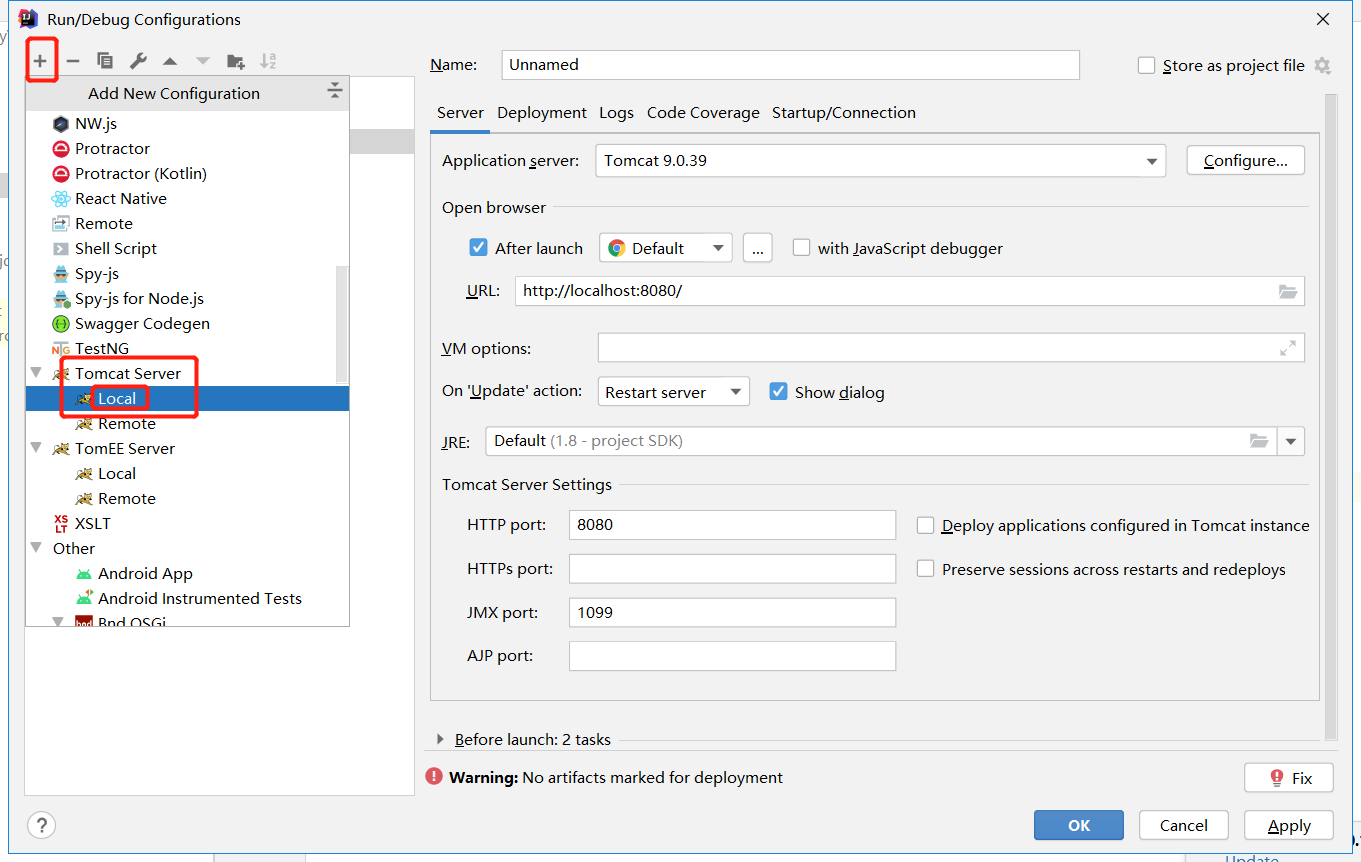 Run/Debug Configurations
Add New Configuration
NW.js
Protractor
Protractor (Kotlin)
React Native
Remote
Shell Script
Spy-js
Spy-js for Node.js
Swagger Codegen
TestNG
Tomcat Server
Local
Remote
TomEE Server
Local
Remote
XSLT
Other
Android App
Android Instrumented Tests
Bnd OSGi
Name: Unnamed
Store as project file
Server Deployment Logs Code Coverage Startup/Connection
Application server: Tomcat 9.0.39 Configure...
Open browser
After launch Default ... with JavaScript debugger
URL: http://localhost:8080/
VM options:
On 'Update' action: Restart server Show dialog
JRE: Default (1.8 - project SDK)
Tomcat Server Settings
HTTP port: 8080 Deploy applications configured in Tomcat instance
HTTPs port: Preserve sessions across restarts and redeploys
JMX port: 1099
AJP port:
Before launch: 2 tasks
Warning: No artifacts marked for deployment Fix
? OK Cancel Apply
Update